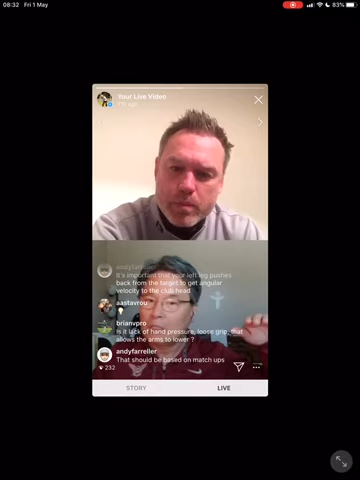 08:32 Fri 1 May
83%
Your Live Video
andyfarreller
It's important that your left leg pushes
back from the target to get angular
velocity to the club head
aastavrou
brianvpro
Is it lack of hand pressure, loose grip, that
allows the arms to lower ?
andyfarreller
That should be based on match ups
232
STORY
LIVE